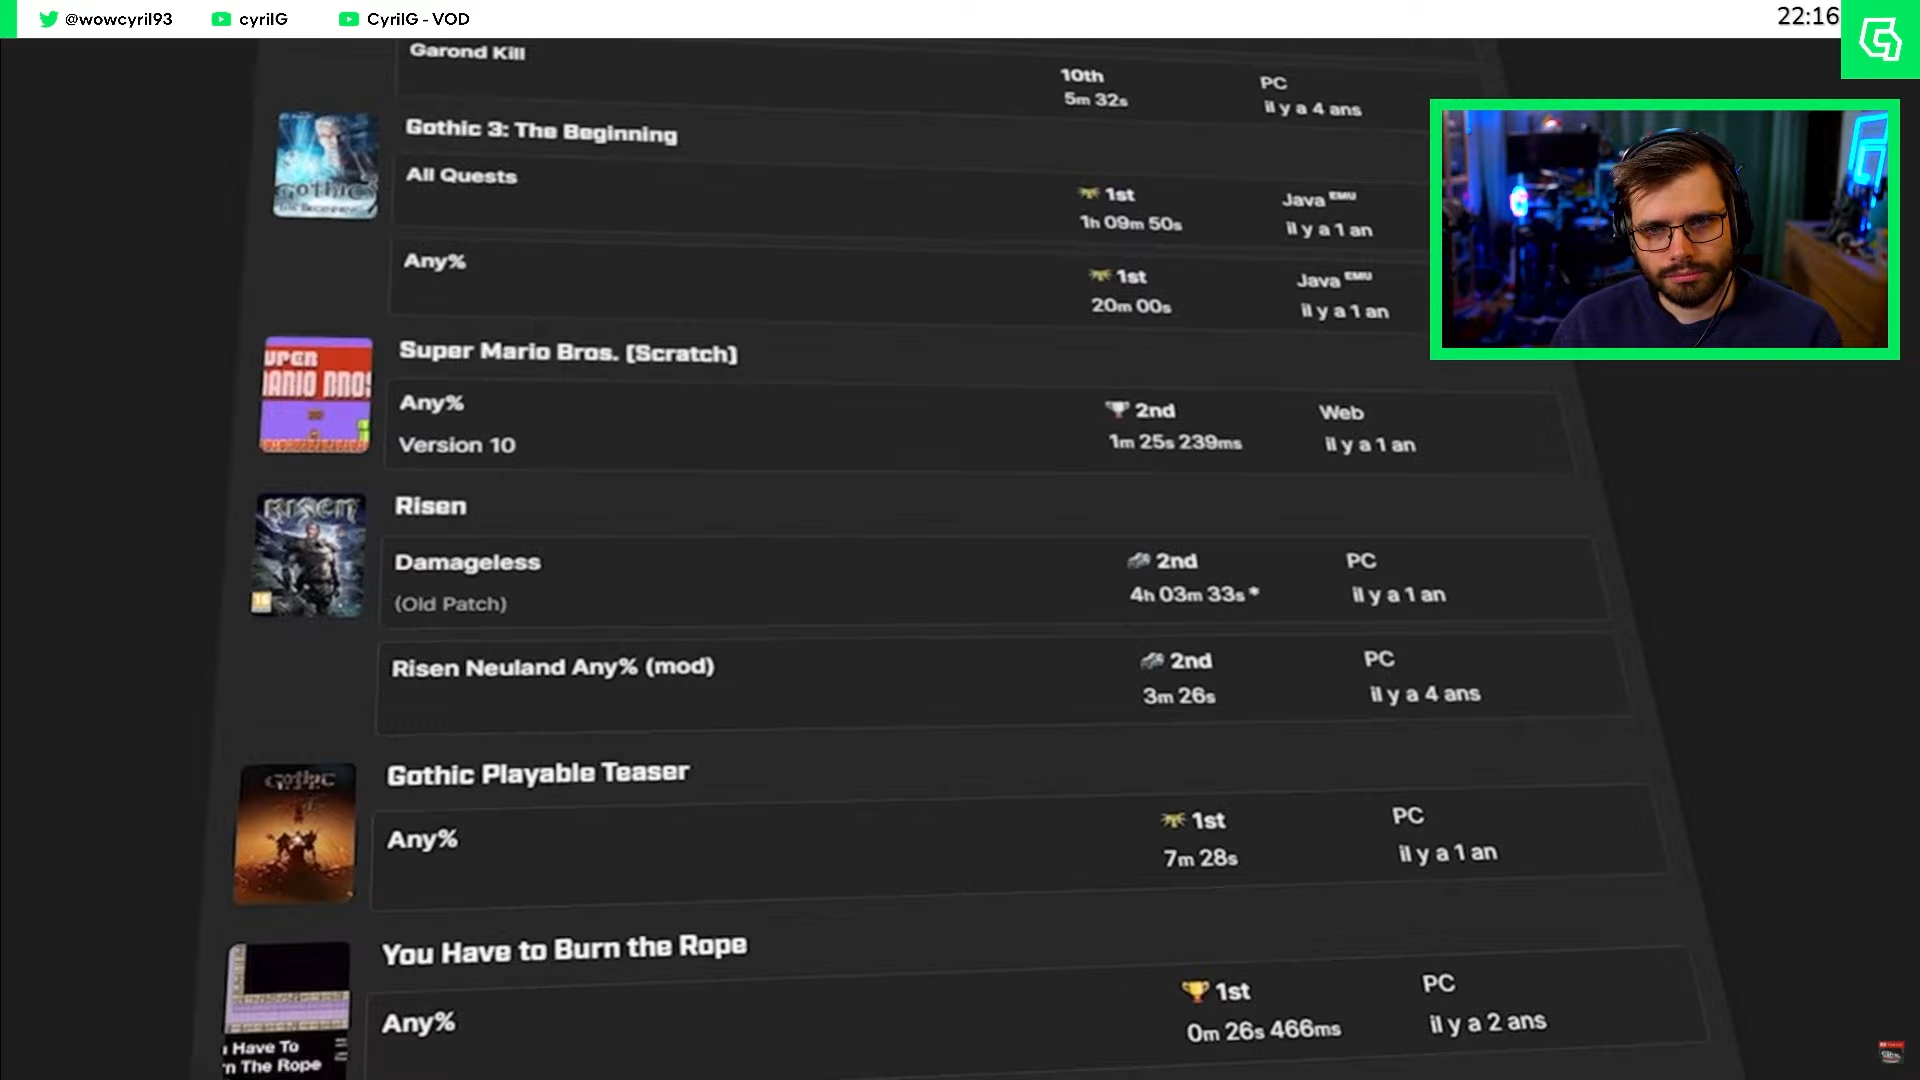 @wowcyril93 cyrilG CyrilG - VOD 22:16
Garond Kill
10th PC
5m 32s il y a 4 ans
Gothic 3: The Beginning
All Quests
1st Java EMU
1h 09m 50s il y a 1 an
Any%
1st Java EMU
20m 00s il y a 1 an
Super Mario Bros. (Scratch)
Any% 2nd Web
Version 10 1m 25s 239ms il y a 1 an
RISEN
Risen
Damageless 2nd PC
(Old Patch) 4h 03m 33s * il y a 1 an
Risen Neuland Any% (mod) 2nd PC
3m 26s il y a 4 ans
GOTHIC
Gothic Playable Teaser
Any% 1st PC
7m 28s il y a 1 an
You Have to Burn the Rope
Any% 1st PC
0m 26s 466ms il y a 2 ans
Have To
The Rope